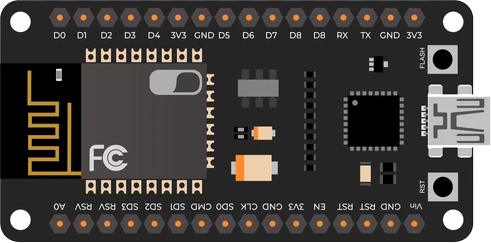 D0 D1 D2 D3 D4 3V3 GND D5 D6 D7 D8 D8 RX TX GND 3V3
FLASH
FC
RST
A0 RSV RSV SD3 SD2 SD1 CMD SD0 CLK GND 3V3 EN RST RST GND Vin